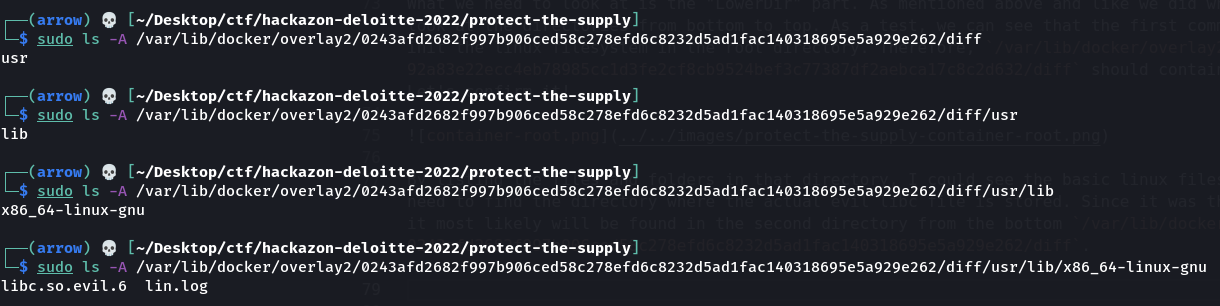 ┌──(arrow) 💀 [~/Desktop/ctf/hackazon-deloitte-2022/protect-the-supply]
└─$ sudo ls -A /var/lib/docker/overlay2/0243afd2682f997b906ced58c278efd6c8232d5ad1fac140318695e5a929e262/diff
usr
┌──(arrow) 💀 [~/Desktop/ctf/hackazon-deloitte-2022/protect-the-supply]
└─$ sudo ls -A /var/lib/docker/overlay2/0243afd2682f997b906ced58c278efd6c8232d5ad1fac140318695e5a929e262/diff/usr
lib
┌──(arrow) 💀 [~/Desktop/ctf/hackazon-deloitte-2022/protect-the-supply]
└─$ sudo ls -A /var/lib/docker/overlay2/0243afd2682f997b906ced58c278efd6c8232d5ad1fac140318695e5a929e262/diff/usr/lib
x86_64-linux-gnu
┌──(arrow) 💀 [~/Desktop/ctf/hackazon-deloitte-2022/protect-the-supply]
└─$ sudo ls -A /var/lib/docker/overlay2/0243afd2682f997b906ced58c278efd6c8232d5ad1fac140318695e5a929e262/diff/usr/lib/x86_64-linux-gnu
libc.so.evil.6  lin.log